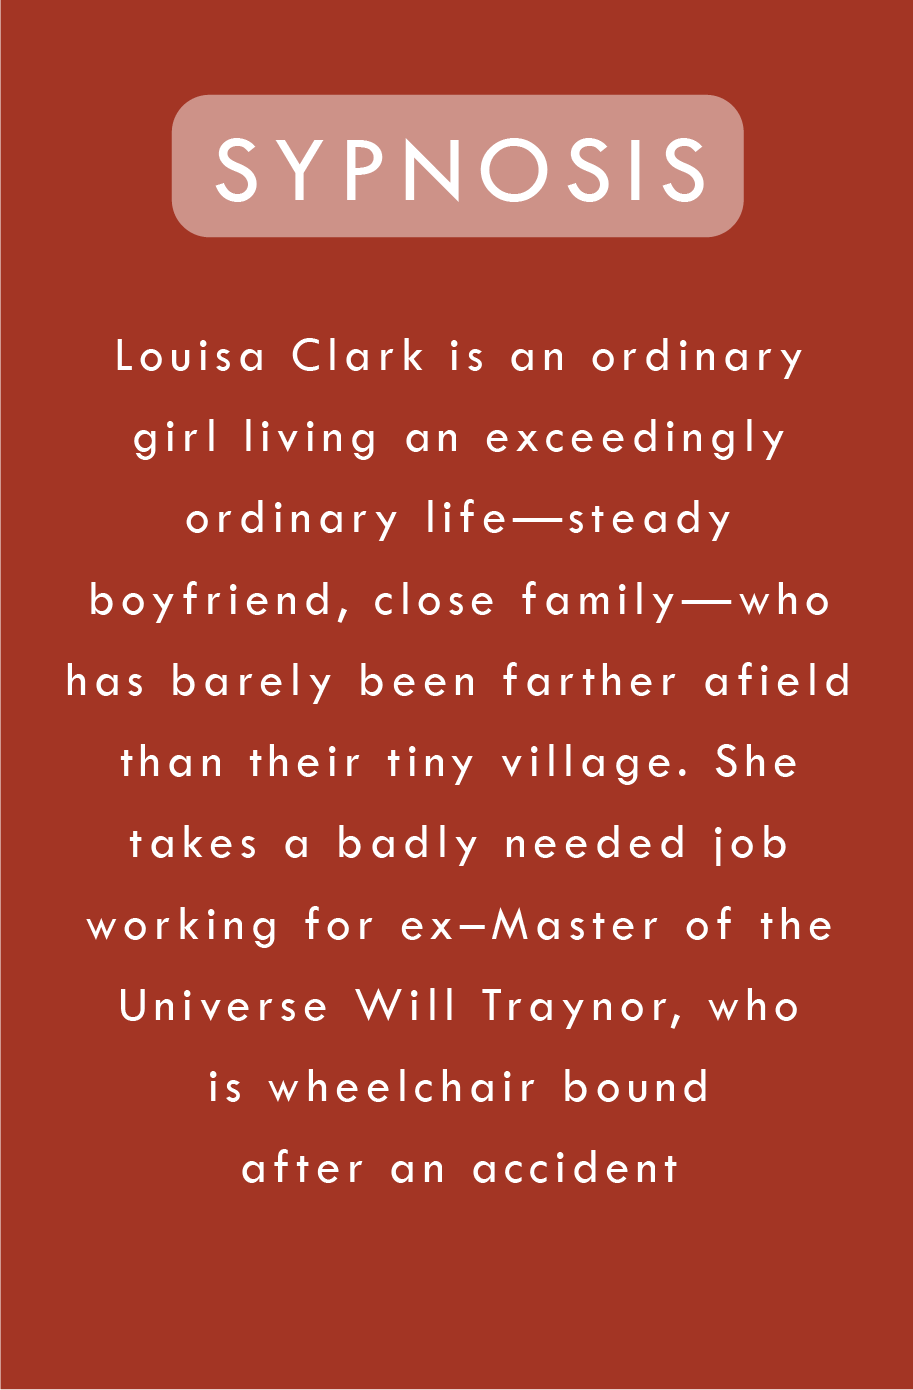 SYPNOSIS
Louisa Clark is an ordinary
girl living an exceedingly
ordinary life—steady
boyfriend, close family—who
has barely been farther afield
than their tiny village. She
takes a badly needed job
working for ex–Master of the
Universe Will Traynor, who
is wheelchair bound
after an accident